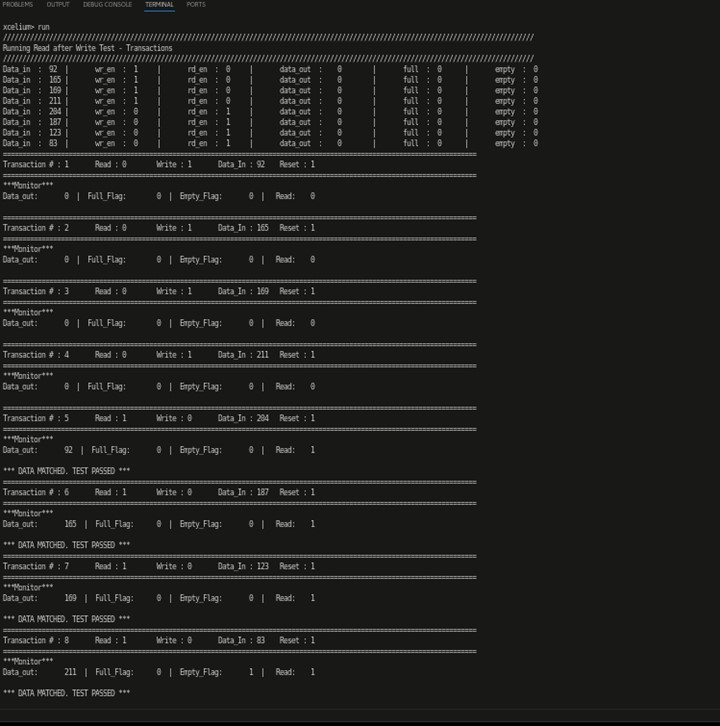 PROBLEMS OUTPUT DEBUG CONSOLE TERMINAL PORTS
xcelium> run
////////////////////////////////////////////////////////////////////////////////////////////////////
Running Read after Write Test - Transactions
////////////////////////////////////////////////////////////////////////////////////////////////////
Data_in : 92 | wr_en : 1 | rd_en : 0 | data_out : 0 | full : 0 | empty : 0
Data_in : 165 | wr_en : 1 | rd_en : 0 | data_out : 0 | full : 0 | empty : 0
Data_in : 169 | wr_en : 1 | rd_en : 0 | data_out : 0 | full : 0 | empty : 0
Data_in : 211 | wr_en : 1 | rd_en : 0 | data_out : 0 | full : 0 | empty : 0
Data_in : 204 | wr_en : 0 | rd_en : 1 | data_out : 0 | full : 0 | empty : 0
Data_in : 187 | wr_en : 0 | rd_en : 1 | data_out : 0 | full : 0 | empty : 0
Data_in : 123 | wr_en : 0 | rd_en : 1 | data_out : 0 | full : 0 | empty : 0
Data_in : 83 | wr_en : 0 | rd_en : 1 | data_out : 0 | full : 0 | empty : 0
====================================================================================================
Transaction # : 1 Read : 0 Write : 1 Data_In : 92 Reset : 1
====================================================================================================
***Monitor***
Data_out: 0 | Full_Flag: 0 | Empty_Flag: 0 | Read: 0
====================================================================================================
Transaction # : 2 Read : 0 Write : 1 Data_In : 165 Reset : 1
====================================================================================================
***Monitor***
Data_out: 0 | Full_Flag: 0 | Empty_Flag: 0 | Read: 0
====================================================================================================
Transaction # : 3 Read : 0 Write : 1 Data_In : 169 Reset : 1
====================================================================================================
***Monitor***
Data_out: 0 | Full_Flag: 0 | Empty_Flag: 0 | Read: 0
====================================================================================================
Transaction # : 4 Read : 0 Write : 1 Data_In : 211 Reset : 1
====================================================================================================
***Monitor***
Data_out: 0 | Full_Flag: 0 | Empty_Flag: 0 | Read: 0
====================================================================================================
Transaction # : 5 Read : 1 Write : 0 Data_In : 204 Reset : 1
====================================================================================================
***Monitor***
Data_out: 92 | Full_Flag: 0 | Empty_Flag: 0 | Read: 1
*** DATA MATCHED. TEST PASSED ***
====================================================================================================
Transaction # : 6 Read : 1 Write : 0 Data_In : 187 Reset : 1
====================================================================================================
***Monitor***
Data_out: 165 | Full_Flag: 0 | Empty_Flag: 0 | Read: 1
*** DATA MATCHED. TEST PASSED ***
====================================================================================================
Transaction # : 7 Read : 1 Write : 0 Data_In : 123 Reset : 1
====================================================================================================
***Monitor***
Data_out: 169 | Full_Flag: 0 | Empty_Flag: 0 | Read: 1
*** DATA MATCHED. TEST PASSED ***
====================================================================================================
Transaction # : 8 Read : 1 Write : 0 Data_In : 83 Reset : 1
====================================================================================================
***Monitor***
Data_out: 211 | Full_Flag: 0 | Empty_Flag: 1 | Read: 1
*** DATA MATCHED. TEST PASSED ***